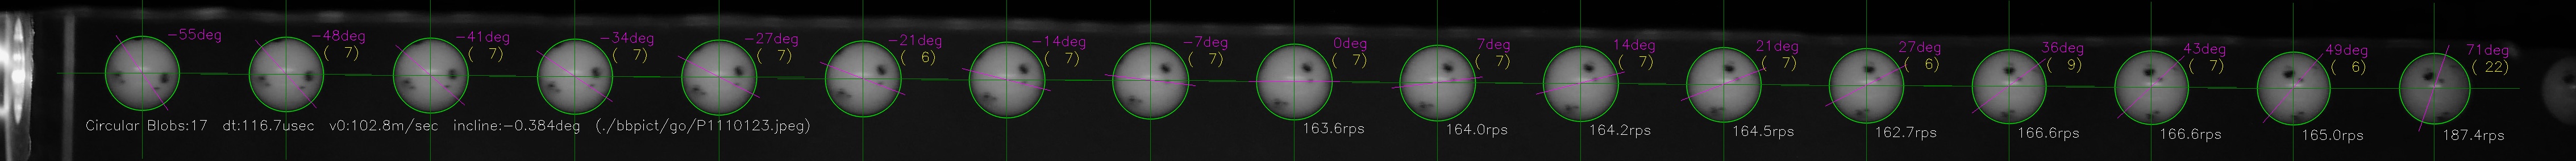 -55deg -48deg -41deg -34deg -27deg -21deg -14deg -7deg 0deg 7deg 14deg 21deg 27deg 36deg 43deg 49deg 71deg
( 7) ( 7) ( 7) ( 7) ( 6) ( 7) ( 7) ( 7) ( 7) ( 7) ( 7) ( 6) ( 9) ( 7) ( 6) ( 22)
Circular Blobs:17 dt:116.7usec v0:102.8m/sec incline:-0.384deg (./bbpict/go/P1110123.jpeg)
163.6rps 164.0rps 164.2rps 164.5rps 162.7rps 166.6rps 166.6rps 165.0rps 187.4rps